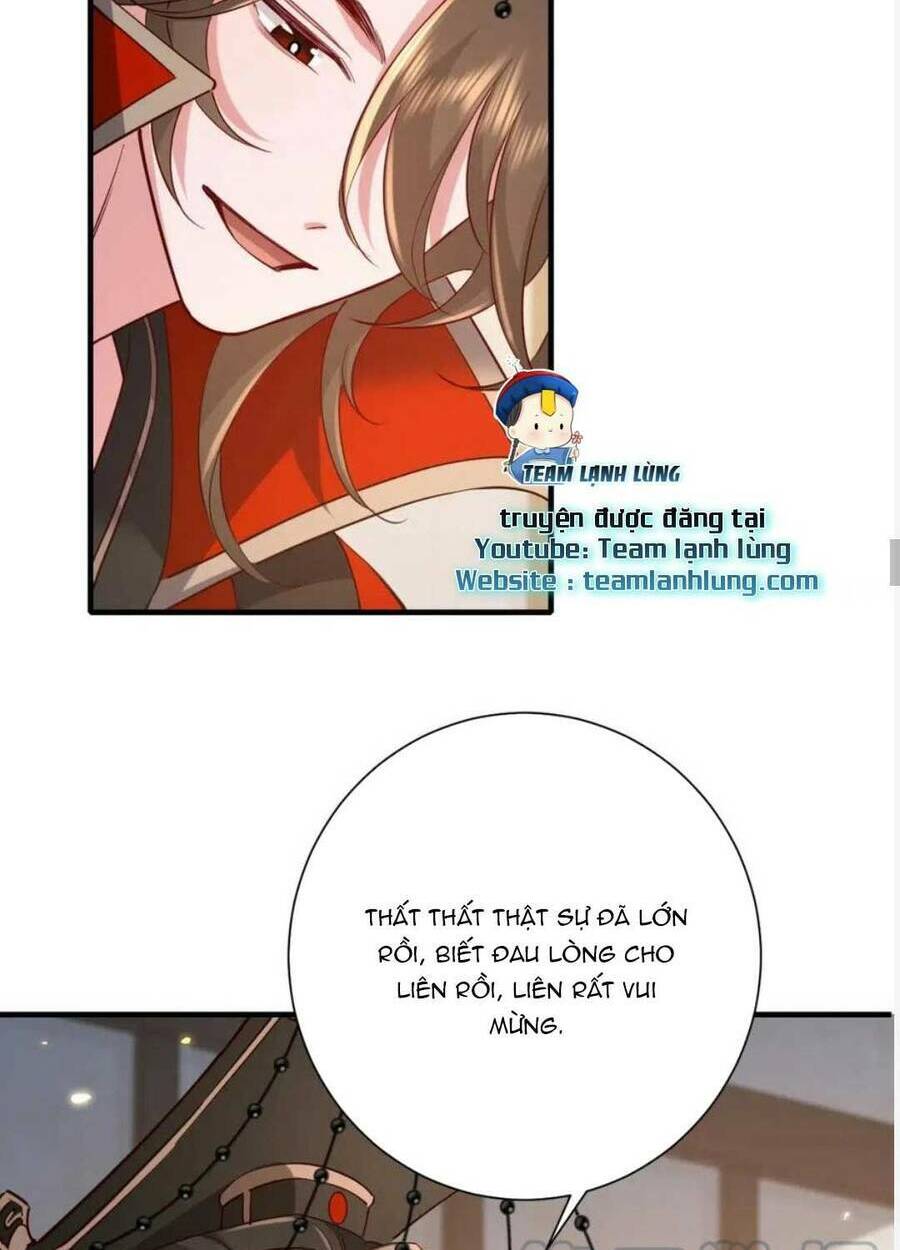 TEAM LẠNH LÙNG
truyện được đăng tại
Youtube: Team lạnh lùng
Website : teamlanhlung.com
THẤT THẤT THẬT SỰ ĐÃ LỚN
RỒI, BIẾT ĐAU LÒNG CHO
LIÊN RỒI, LIÊN RẤT VUI
MỪNG.